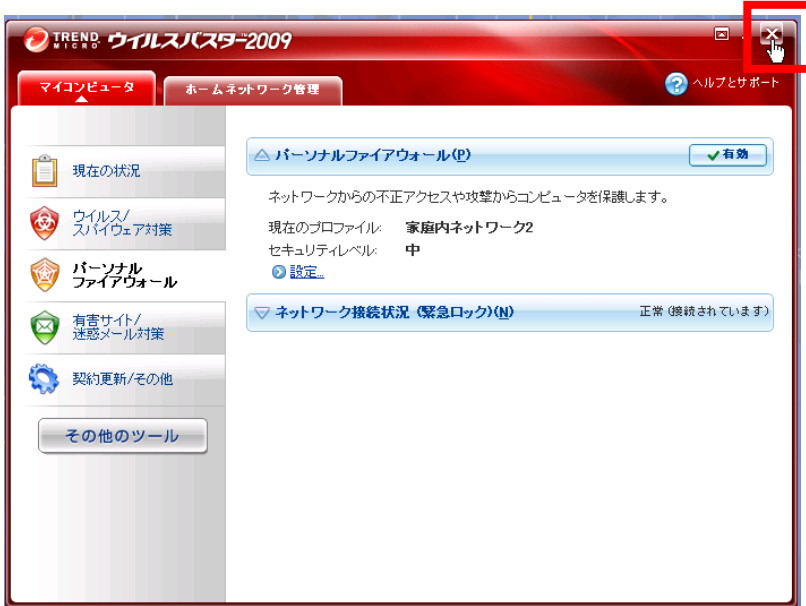 TREND MICRO ウイルスバスター™2009
マイコンピュータ
ホームネットワーク管理
ヘルプとサポート
現在の状況
ウイルス/
スパイウェア対策
パーソナル
ファイアウォール
有害サイト/
迷惑メール対策
契約更新/その他
その他のツール
パーソナルファイアウォール(P)
有効
ネットワークからの不正アクセスや攻撃からコンピュータを保護します。
現在のプロファイル: 家庭内ネットワーク2
セキュリティレベル: 中
設定...
ネットワーク接続状況 (緊急ロック)(N)
正常 (接続されています)